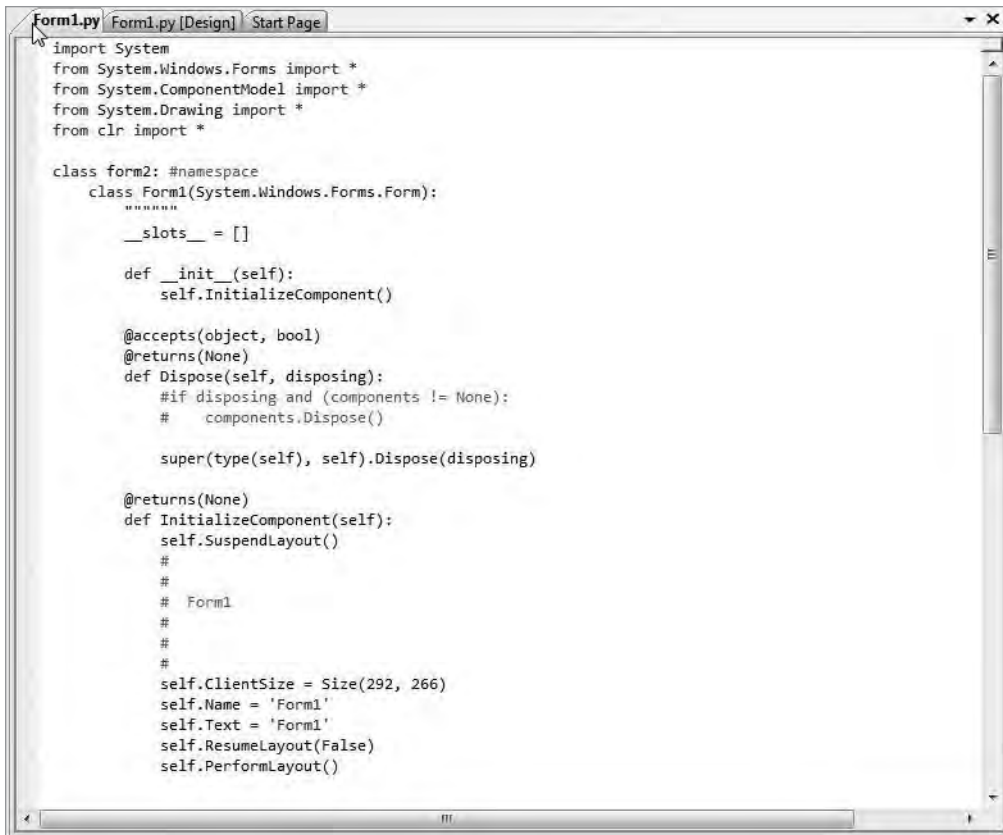 Form1.py Form1.py [Design] Start Page
import System
from System.Windows.Forms import *
from System.ComponentModel import *
from System.Drawing import *
from clr import *

class form2: #namespace
    class Form1(System.Windows.Forms.Form):
        """"""
        __slots__ = []

        def __init__(self):
            self.InitializeComponent()

        @accepts(object, bool)
        @returns(None)
        def Dispose(self, disposing):
            #if disposing and (components != None):
            #    components.Dispose()

            super(type(self), self).Dispose(disposing)

        @returns(None)
        def InitializeComponent(self):
            self.SuspendLayout()
            #
            #
            #  Form1
            #
            #
            #
            self.ClientSize = Size(292, 266)
            self.Name = 'Form1'
            self.Text = 'Form1'
            self.ResumeLayout(False)
            self.PerformLayout()